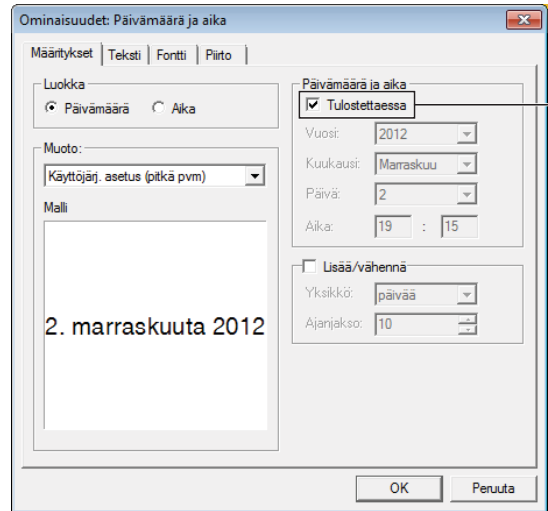 Ominaisuudet: Päivämäärä ja aika
Määritykset Teksti Fontti Piirto
Luokka
Päivämäärä Aika
Muoto:
Käyttöjärj. asetus (pitkä pvm)
Malli
2. marraskuuta 2012
Päivämäärä ja aika
Tulostettaessa
Vuosi: 2012
Kuukausi: Marraskuu
Päivä: 2
Aika: 19 : 15
Lisää/vähennä
Yksikkö: päivää
Ajanjakso: 10
OK Peruuta